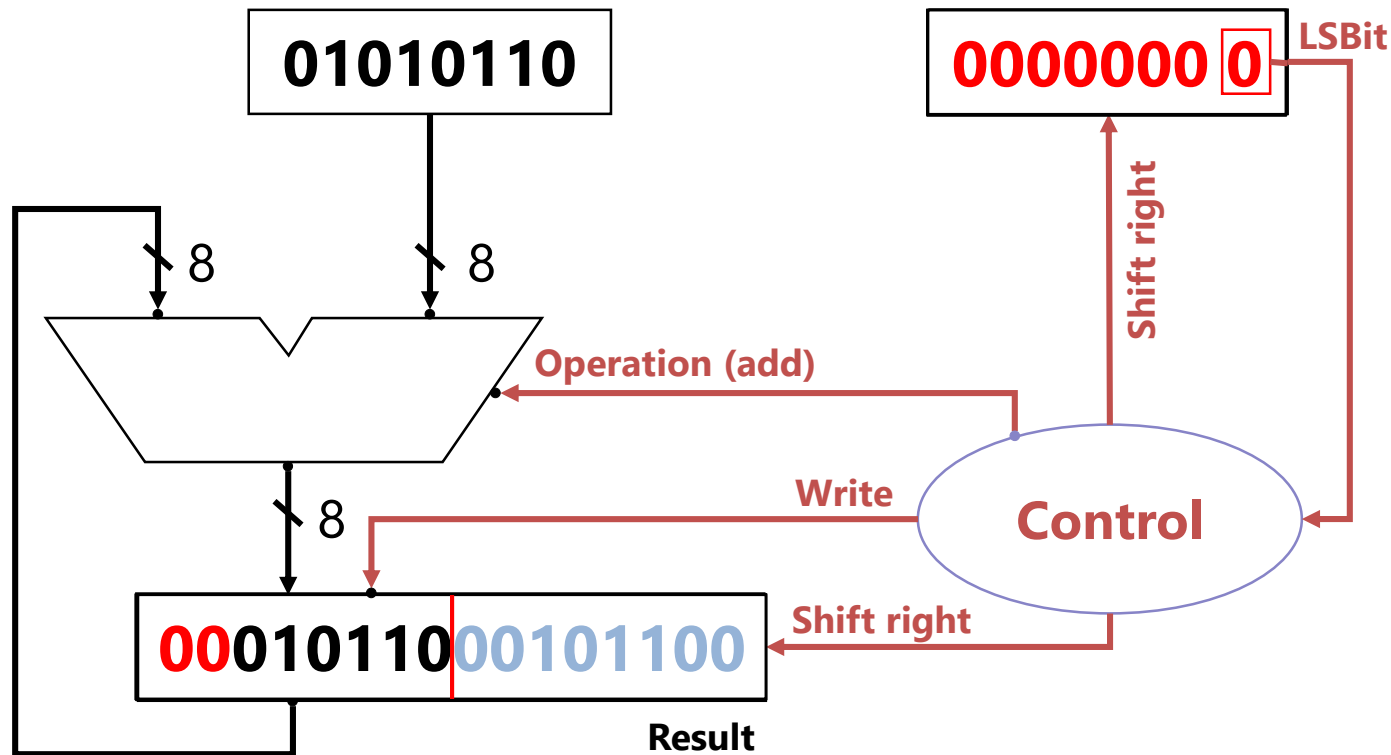 01010110
0000000 0
LSBit
8
8
Shift right
Operation (add)
Write
8
Control
0001011000101100
Shift right
Result